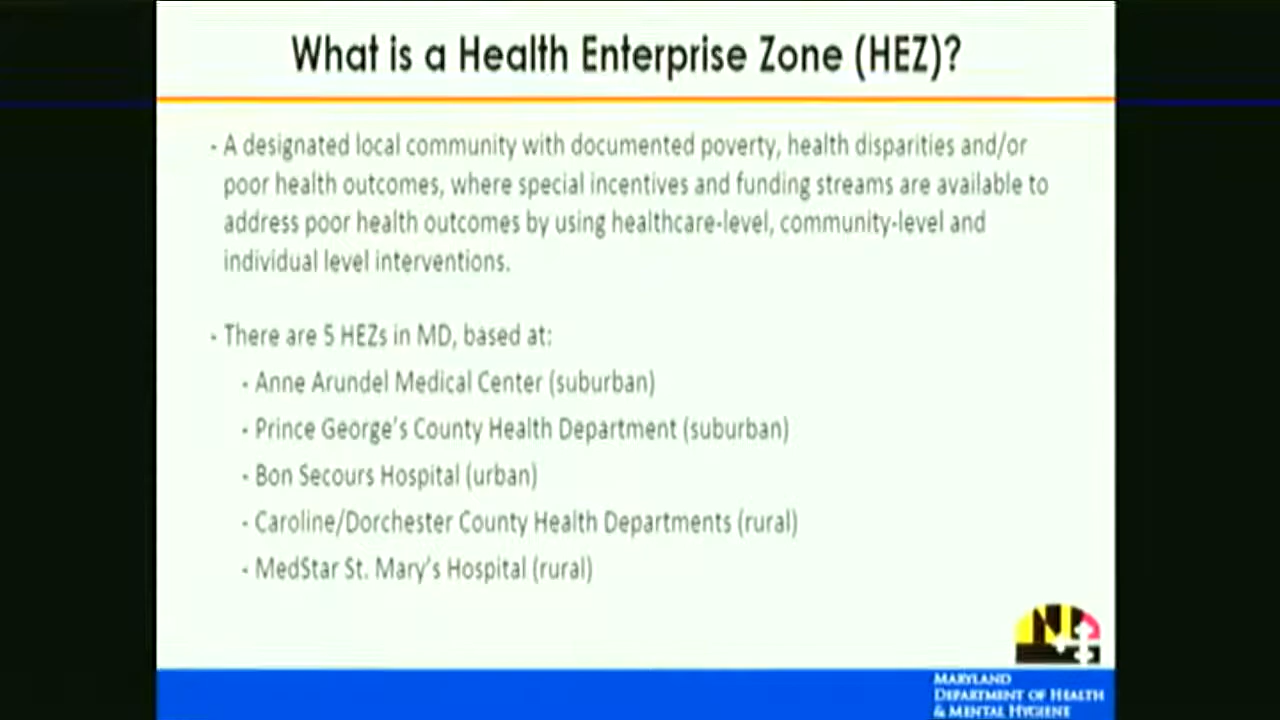 What is a Health Enterprise Zone (HEZ)?
- A designated local community with documented poverty, health disparities and/or
poor health outcomes, where special incentives and funding streams are available to
address poor health outcomes by using healthcare-level, community-level and
individual level interventions.
- There are 5 HEZs in MD, based at:
- Anne Arundel Medical Center (suburban)
- Prince George's County Health Department (suburban)
- Bon Secours Hospital (urban)
- Caroline/Dorchester County Health Departments (rural)
- MedStar St. Mary's Hospital (rural)
MARYLAND
DEPARTMENT OF HEALTH
& MENTAL HYGIENE